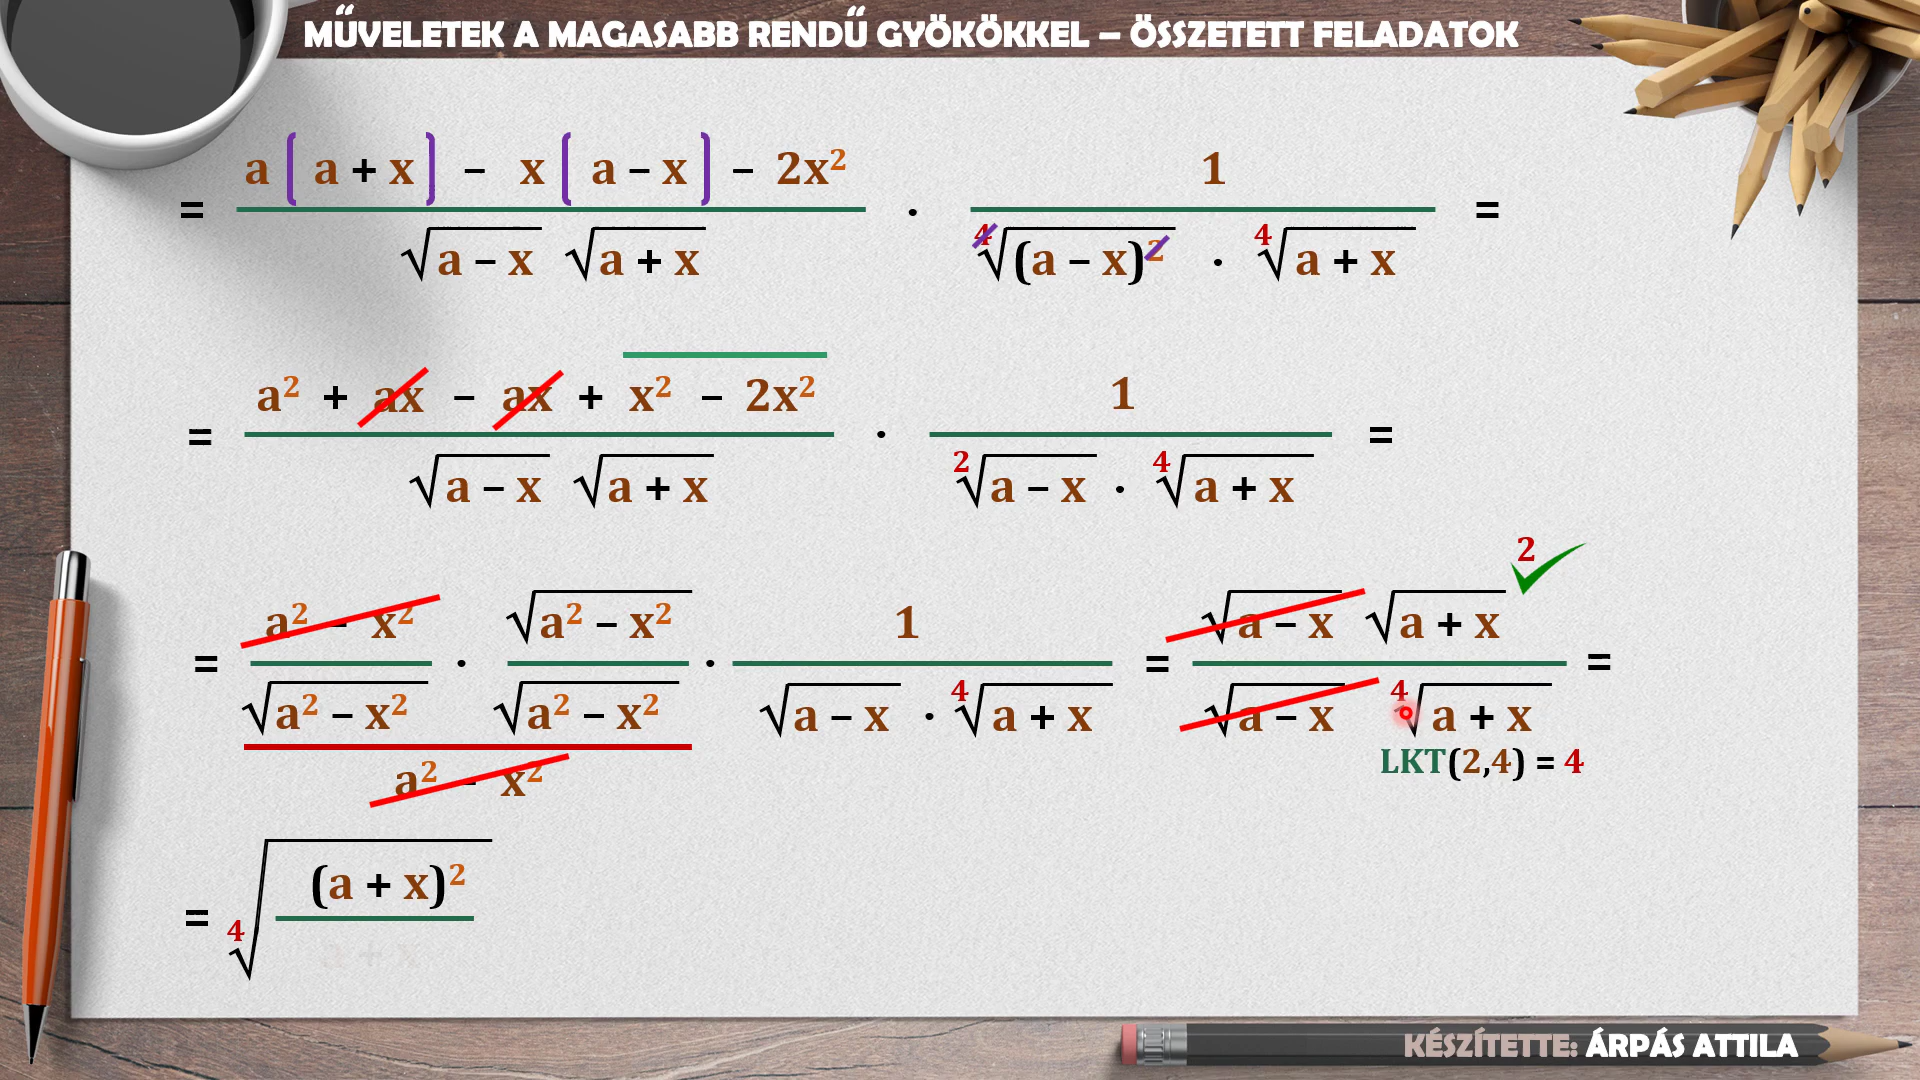 MŰVELETEK A MAGASABB RENDŰ GYÖKÖKKEL – ÖSSZETETT FELADATOK
= a[a + x] – x[a – x] – 2x² / √(a – x) √(a + x) · 1 / ⁴√((a – x)²) · ⁴√(a + x) =
= a² + ax – ax + x² – 2x² / √(a – x) √(a + x) · 1 / ²√(a – x) · ⁴√(a + x) =
= a² – x² / √(a² – x²) · √(a² – x²) / √(a² – x²) · 1 / √(a – x) · ⁴√(a + x) = √(a – x) √(a + x) 2 / √(a – x) ⁴√(a + x) =
a² – x²
LKT(2,4) = 4
= ⁴√((a + x)² / a + x)
KÉSZÍTETTE: ÁRPÁS ATTILA